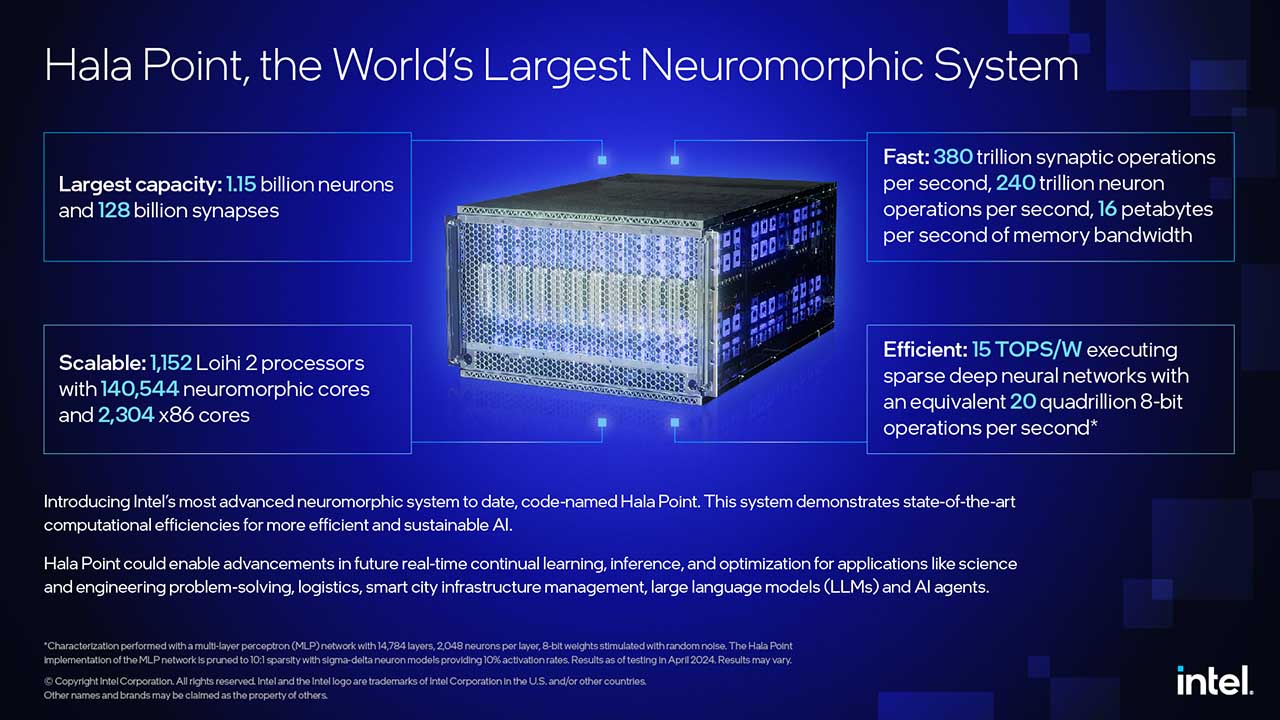 Hala Point, the World's Largest Neuromorphic System
Largest capacity: 1.15 billion neurons
and 128 billion synapses
Fast: 380 trillion synaptic operations
per second, 240 trillion neuron
operations per second, 16 petabytes
per second of memory bandwidth
Scalable: 1,152 Loihi 2 processors
with 140,544 neuromorphic cores
and 2,304 x86 cores
Efficient: 15 TOPS/W executing
sparse deep neural networks with
an equivalent 20 quadrillion 8-bit
operations per second*
Introducing Intel's most advanced neuromorphic system to date, code-named Hala Point. This system demonstrates state-of-the-art
computational efficiencies for more efficient and sustainable AI.
Hala Point could enable advancements in future real-time continual learning, inference, and optimization for applications like science
and engineering problem-solving, logistics, smart city infrastructure management, large language models (LLMs) and AI agents.
*Characterization performed with a multi-layer perceptron (MLP) network with 14,784 layers, 2,048 neurons per layer, 8-bit weights stimulated with random noise. The Hala Point
implementation of the MLP network is pruned to 10:1 sparsity with sigma-delta neuron models providing 10% activation rates. Results as of testing in April 2024. Results may vary.
© Copyright Intel Corporation. All rights reserved. Intel and the Intel logo are trademarks of Intel Corporation in the U.S. and/or other countries.
Other names and brands may be claimed as the property of others.
intel.